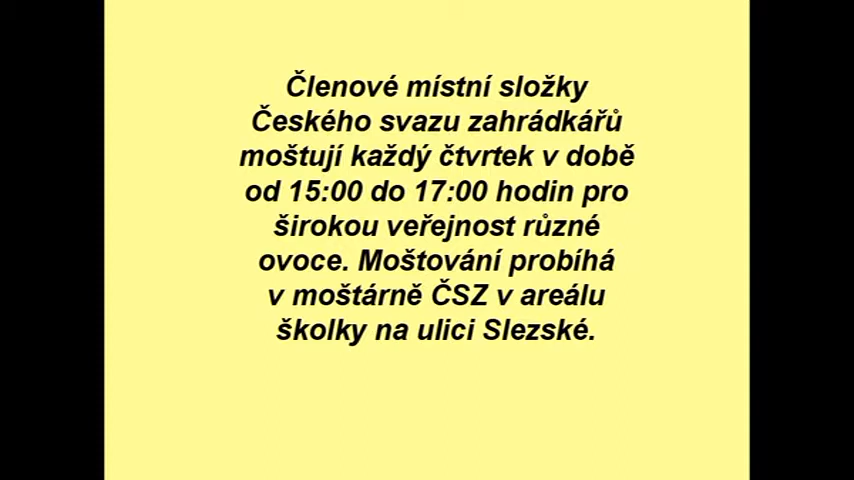 Členové místní složky
Českého svazu zahrádkářů
moštují každý čtvrtek v době
od 15:00 do 17:00 hodin pro
širokou veřejnost různé
ovoce. Moštování probíhá
v moštárně ČSZ v areálu
školky na ulici Slezské.